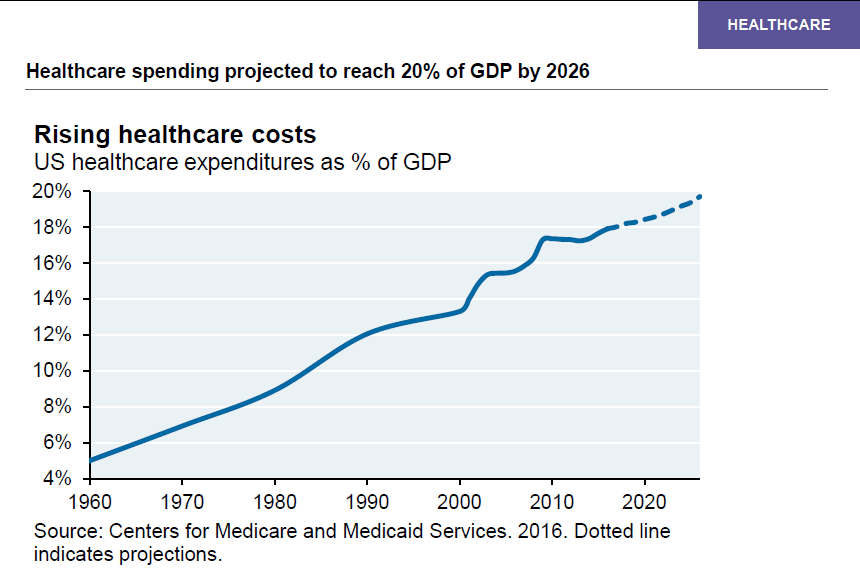 HEALTHCARE
Healthcare spending projected to reach 20% of GDP by 2026
Rising healthcare costs
US healthcare expenditures as % of GDP
20%
18%
16%
14%
12%
10%
8%
6%
4%
1960 1970 1980 1990 2000 2010 2020
Source: Centers for Medicare and Medicaid Services. 2016. Dotted line
indicates projections.